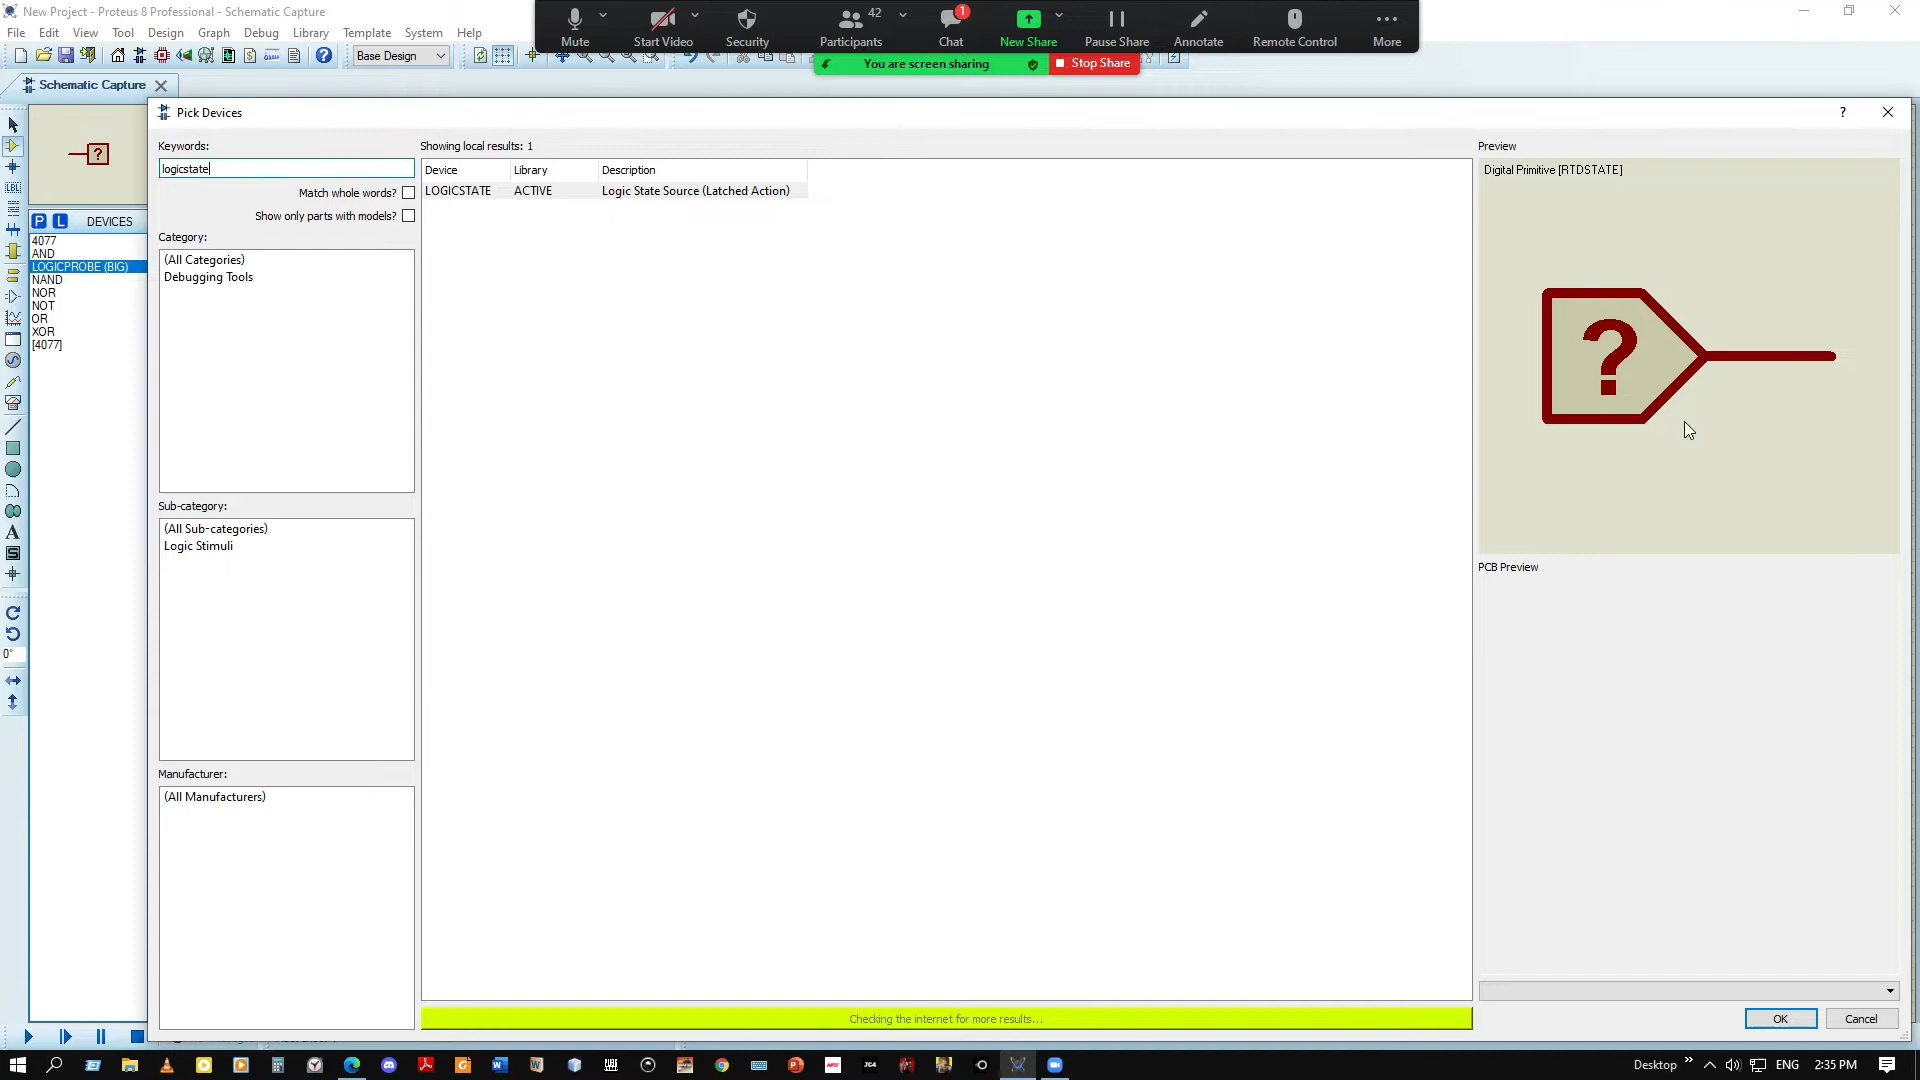 New Project - Proteus 8 Professional - Schematic Capture
File Edit View Tool Design Graph Debug Library Template System Help
Mute
Start Video
Security
42
Participants
1
Chat
New Share
Pause Share
Annotate
Remote Control
More
You are screen sharing
Stop Share
Base Design
Schematic Capture
Pick Devices
?
P L DEVICES
4077
AND
LOGICPROBE (BIG)
NAND
NOR
NOT
OR
XOR
[4077]
LBL
A
S
0°
Keywords:
logicstate
Match whole words?
Show only parts with models?
Category:
(All Categories)
Debugging Tools
Sub-category:
(All Sub-categories)
Logic Stimuli
Manufacturer:
(All Manufacturers)
Showing local results: 1
Device Library Description
LOGICSTATE ACTIVE Logic State Source (Latched Action)
Checking the internet for more results...
Preview
Digital Primitive [RTDSTATE]
?
PCB Preview
OK Cancel
Desktop
ENG
2:35 PM